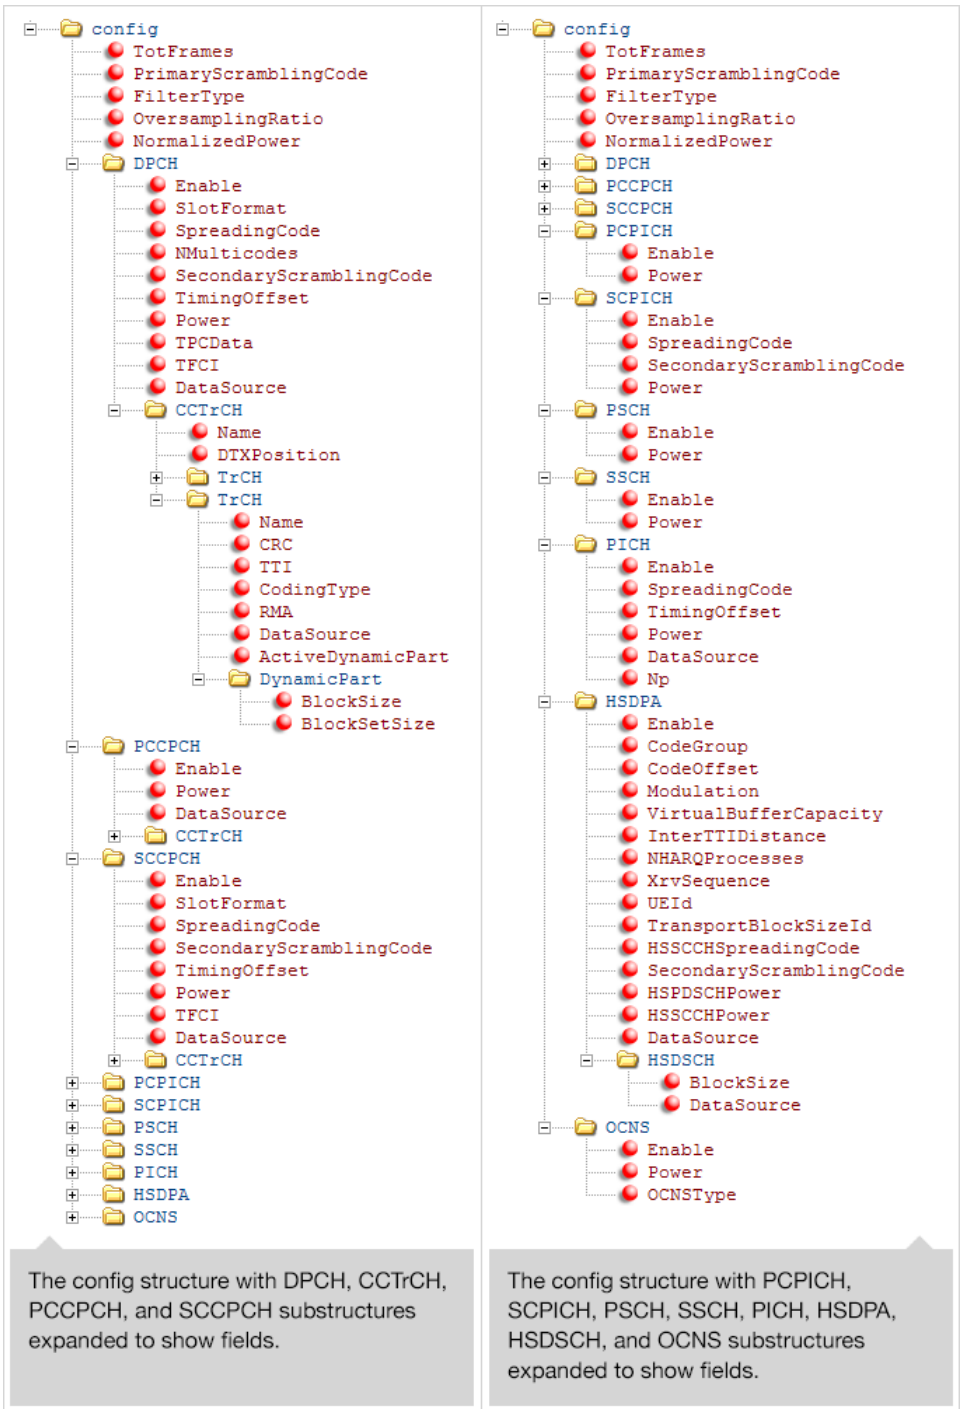 config
TotFrames
PrimaryScramblingCode
FilterType
OversamplingRatio
NormalizedPower
DPCH
Enable
SlotFormat
SpreadingCode
NMulticodes
SecondaryScramblingCode
TimingOffset
Power
TPCData
TFCI
DataSource
CCTrCH
Name
DTXPosition
TrCH
TrCH
Name
CRC
TTI
CodingType
RMA
DataSource
ActiveDynamicPart
DynamicPart
BlockSize
BlockSetSize
PCCPCH
Enable
Power
DataSource
CCTrCH
SCCPCH
Enable
SlotFormat
SpreadingCode
SecondaryScramblingCode
TimingOffset
Power
TFCI
DataSource
CCTrCH
PCPICH
SCPICH
PSCH
SSCH
PICH
HSDPA
OCNS
The config structure with DPCH, CCTrCH,
PCCPCH, and SCCPCH substructures
expanded to show fields.
config
TotFrames
PrimaryScramblingCode
FilterType
OversamplingRatio
NormalizedPower
DPCH
PCCPCH
SCCPCH
PCPICH
Enable
Power
SCPICH
Enable
SpreadingCode
SecondaryScramblingCode
Power
PSCH
Enable
Power
SSCH
Enable
Power
PICH
Enable
SpreadingCode
TimingOffset
Power
DataSource
Np
HSDPA
Enable
CodeGroup
CodeOffset
Modulation
VirtualBufferCapacity
InterTTIDistance
NHARQProcesses
XrvSequence
UEId
TransportBlockSizeId
HSSCCHSpreadingCode
SecondaryScramblingCode
HSPDSCHPower
HSSCCHPower
DataSource
HSDSCH
BlockSize
DataSource
OCNS
Enable
Power
OCNSType
The config structure with PCPICH,
SCPICH, PSCH, SSCH, PICH, HSDPA,
HSDSCH, and OCNS substructures
expanded to show fields.